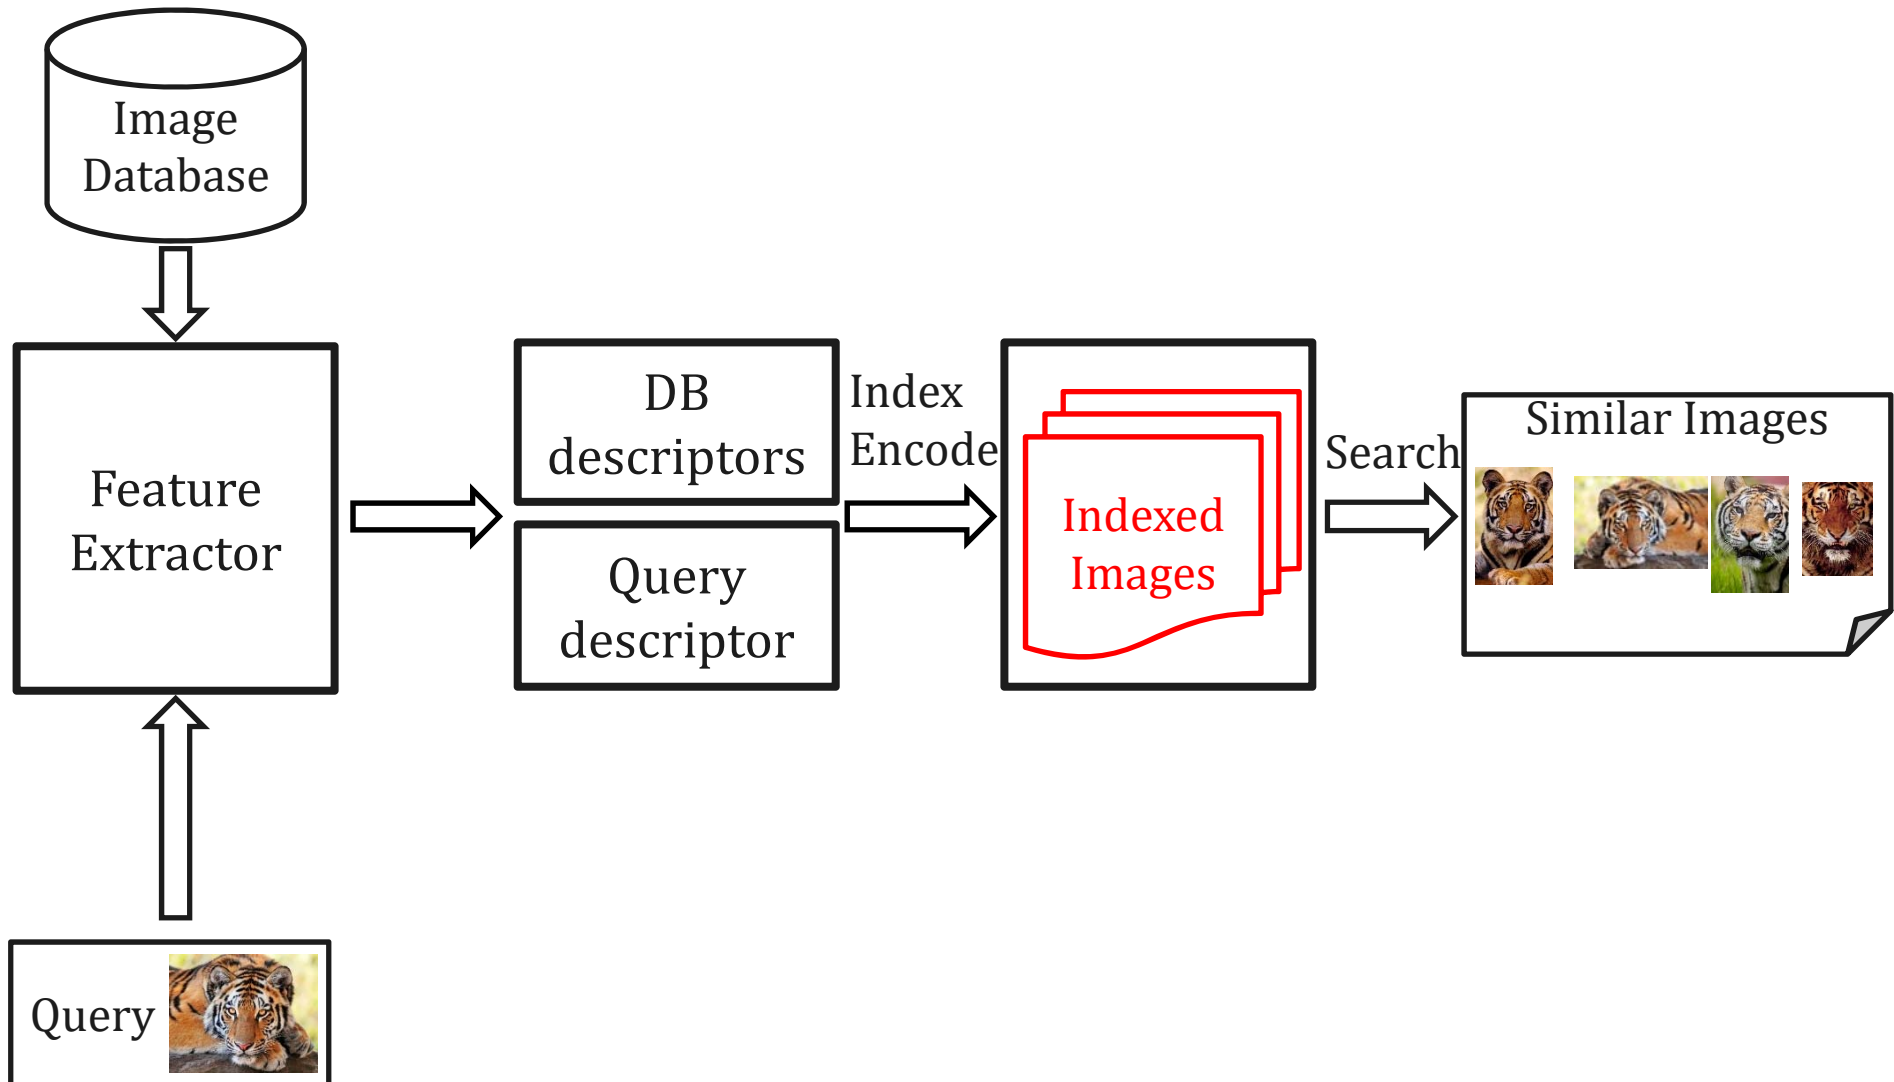 Image
Database
Feature
Extractor
Query
DB
descriptors
Query
descriptor
Index
Encode
Indexed
Images
Search
Similar Images